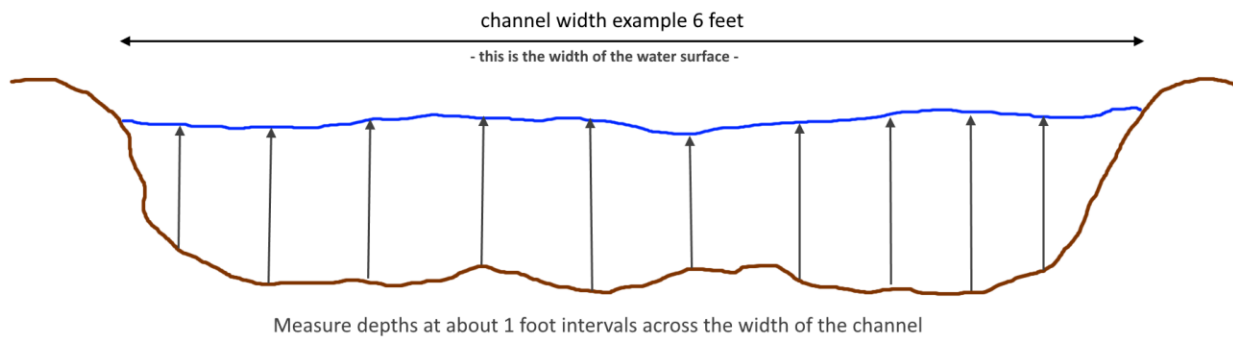 channel width example 6 feet
- this is the width of the water surface -
Measure depths at about 1 foot intervals across the width of the channel